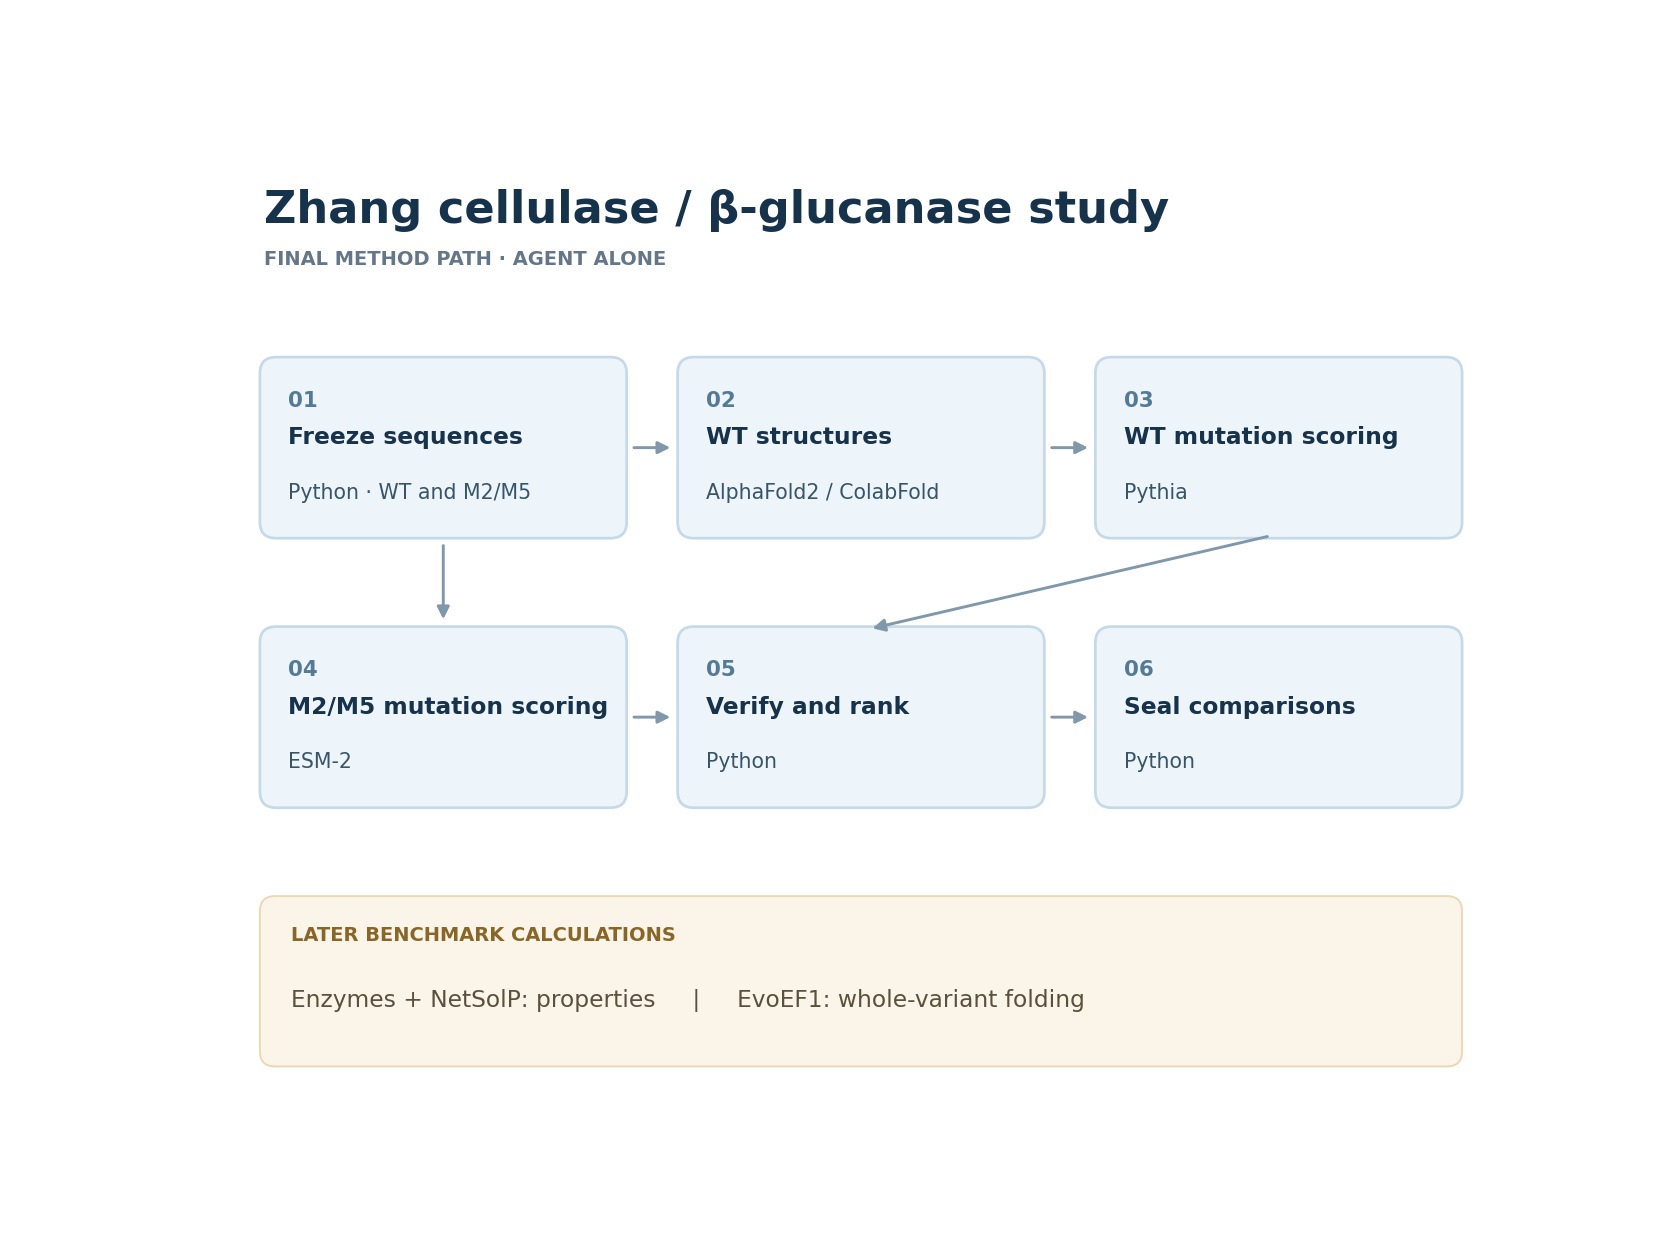 Zhang cellulase / β-glucanase study
FINAL METHOD PATH · AGENT ALONE
01
Freeze sequences
Python · WT and M2/M5
02
WT structures
AlphaFold2 / ColabFold
03
WT mutation scoring
Pythia
04
M2/M5 mutation scoring
ESM-2
05
Verify and rank
Python
06
Seal comparisons
Python
LATER BENCHMARK CALCULATIONS
Enzymes + NetSolP: properties | EvoEF1: whole-variant folding